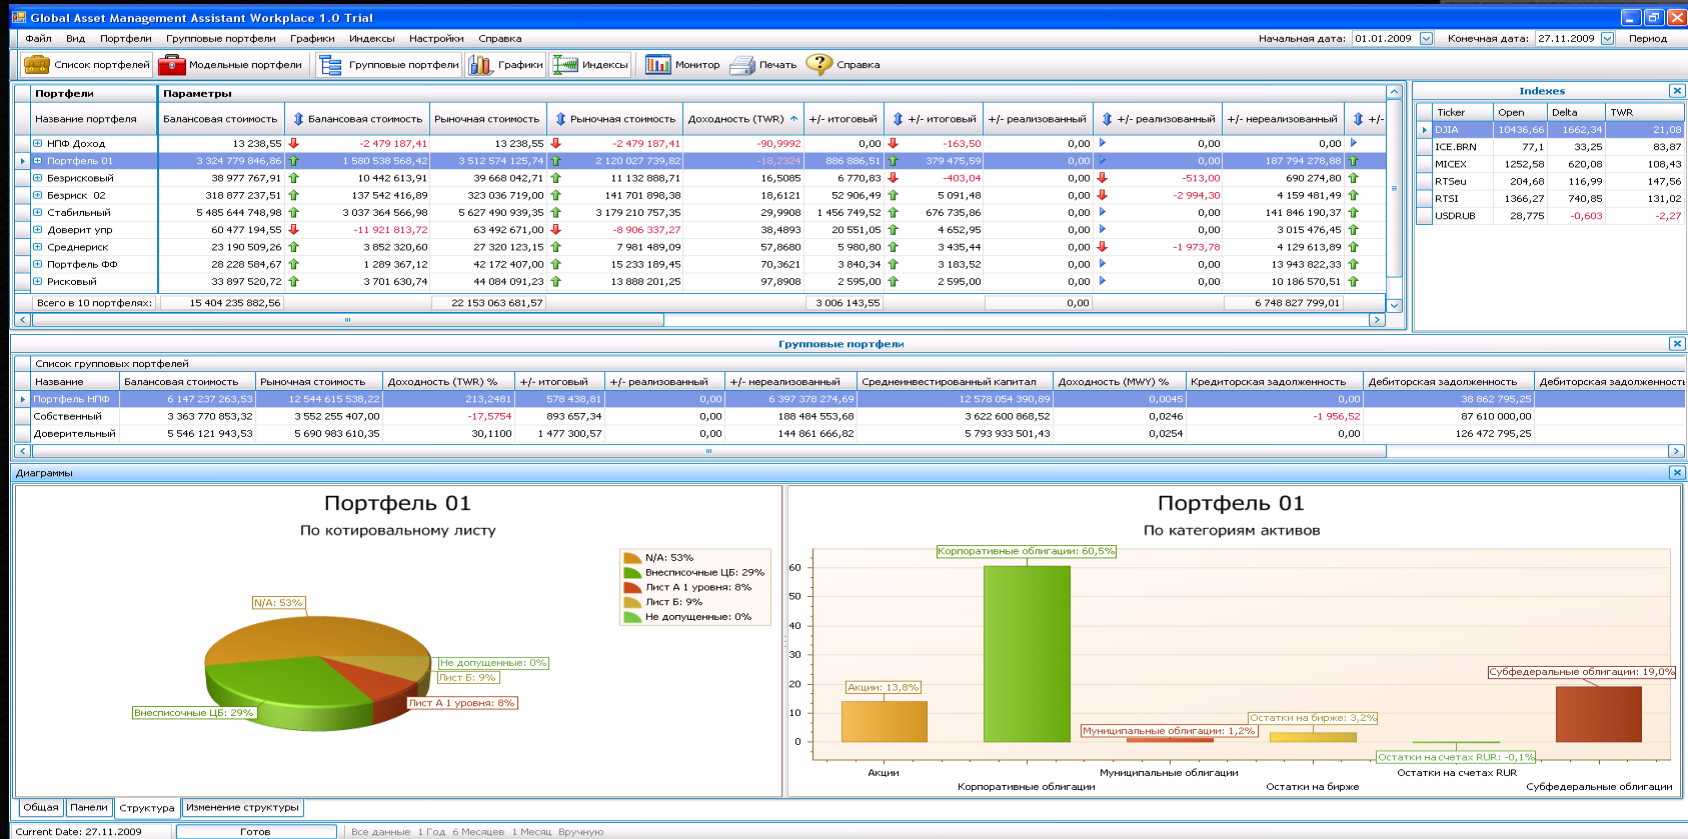 Global Asset Management Assistant Workplace 1.0 Trial
Файл Вид Портфели Групповые портфели Графики Индексы Настройки Справка Начальная дата: 01.01.2009 Конечная дата: 27.11.2009 Период
Список портфелей Модельные портфели Групповые портфели Графики Индексы Монитор Печать Справка
Портфели Параметры
Название портфеля Балансовая стоимость Балансовая стоимость Рыночная стоимость Рыночная стоимость Доходность (TWR) +/- итоговый +/- итоговый +/- реализованный +/- реализованный +/- нереализованный +/-
НПФ Доход 13 238,55 -2 479 187,41 13 238,55 -2 479 187,41 -90,9992 0,00 -163,50 0,00 0,00 0,00
Портфель 01 3 324 779 846,86 1 580 538 568,42 3 512 574 125,74 2 120 027 739,82 -18,2324 886 886,51 379 475,59 0,00 0,00 187 794 278,88
Безрисковый 38 977 767,91 10 442 613,91 39 668 042,71 11 132 888,71 16,5085 6 770,83 -403,04 0,00 -513,00 690 274,80
Безриск 02 318 877 237,51 137 542 416,89 323 036 719,00 141 701 898,38 18,6121 52 906,49 5 091,48 0,00 -2 994,30 4 159 481,49
Стабильный 5 485 644 748,98 3 037 364 566,98 5 627 490 939,35 3 179 210 757,35 29,9908 1 456 749,52 676 735,86 0,00 0,00 141 846 190,37
Доверит упр 60 477 194,55 -11 921 813,72 63 492 671,00 -8 906 337,27 38,4893 20 551,05 4 652,95 0,00 0,00 3 015 476,45
Среднериск 23 190 509,26 3 852 320,60 27 320 123,15 7 981 489,09 57,8680 5 980,80 3 435,44 0,00 -1 973,78 4 129 613,89
Портфель ФФ 28 228 584,67 1 289 367,12 42 172 407,00 15 233 189,45 70,3621 3 840,34 3 183,52 0,00 0,00 13 943 822,33
Рисковый 33 897 520,72 3 701 630,74 44 084 091,23 13 888 201,25 97,8908 2 595,00 2 595,00 0,00 0,00 10 186 570,51
Всего в 10 портфелях: 15 404 235 882,56 22 153 063 681,57 3 006 143,55 0,00 6 748 827 799,01
Indexes
Ticker Open Delta TWR
DJIA 10436,66 1662,34 21,08
ICE.BRN 77,1 33,25 83,87
MICEX 1252,58 620,08 108,43
RTSeu 204,68 116,99 147,56
RTSI 1366,27 740,85 131,02
USDRUB 28,775 -0,603 -2,27
Групповые портфели
Список групповых портфелей
Название Балансовая стоимость Рыночная стоимость Доходность (TWR) % +/- итоговый +/- реализованный +/- нереализованный Среднеинвестированный капитал Доходность (MWY) % Кредиторская задолженность Дебиторская задолженность Дебиторская задолженность
Портфель НПФ 6 147 237 263,53 12 544 615 538,22 213,2481 578 438,81 0,00 6 397 378 274,69 12 578 054 390,89 0,0045 0,00 38 862 795,25
Собственный 3 363 770 853,32 3 552 255 407,00 -17,5754 893 657,34 0,00 188 484 553,68 3 622 600 868,52 0,0246 -1 956,52 87 610 000,00
Доверительный 5 546 121 943,53 5 690 983 610,35 30,1100 1 477 300,57 0,00 144 861 666,82 5 793 933 501,43 0,0254 0,00 126 472 795,25
Диаграммы
Портфель 01
По котировальному листу
N/A: 53%
Внесписочные ЦБ: 29%
Лист А 1 уровня: 8%
Лист Б: 9%
Не допущенные: 0%
N/A: 53%
Не допущенные: 0%
Лист Б: 9%
Лист А 1 уровня: 8%
Внесписочные ЦБ: 29%
Портфель 01
По категориям активов
Корпоративные облигации: 60,5%
Субфедеральные облигации: 19,0%
Акции: 13,8%
Остатки на бирже: 3,2%
Муниципальные облигации: 1,2%
Остатки на счетах RUR: -0,1%
60
50
40
30
20
10
0
Акции Муниципальные облигации Остатки на счетах RUR
Корпоративные облигации Остатки на бирже Субфедеральные облигации
Общая Панели Структура Изменение структуры
Current Date: 27.11.2009 Готов Все данные 1 Год 6 Месяцев 1 Месяц Вручную